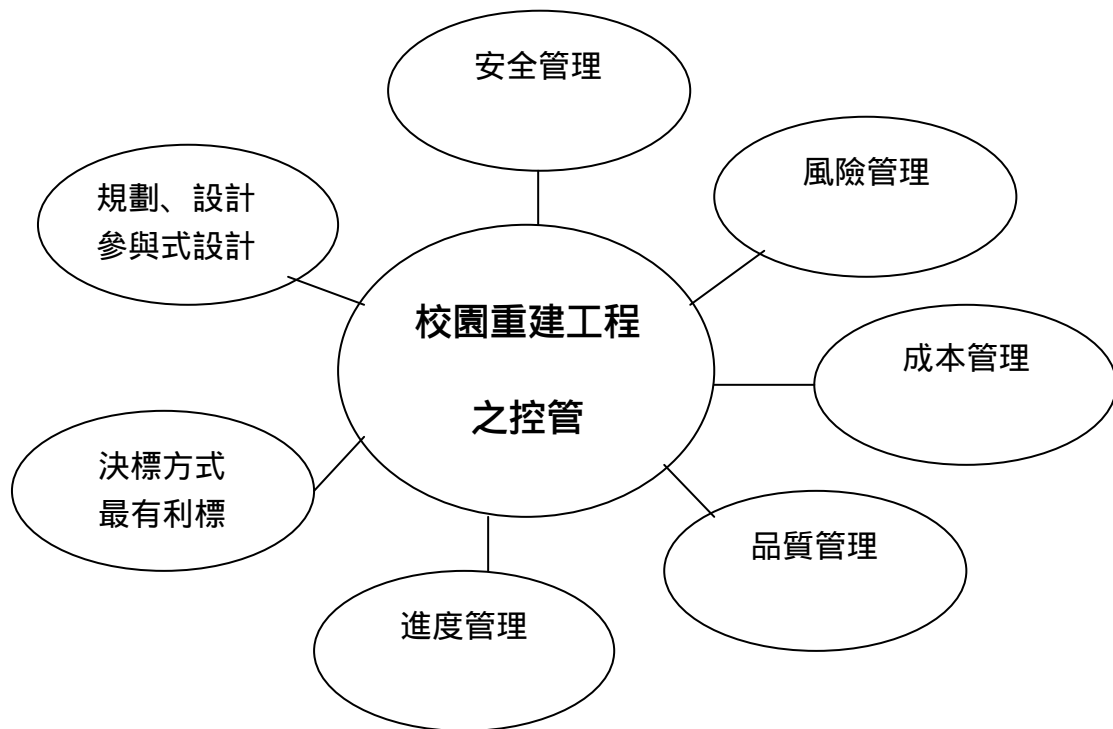 安全管理
風險管理
規劃、設計
參與式設計
校園重建工程
之控管
成本管理
決標方式
最有利標
品質管理
進度管理